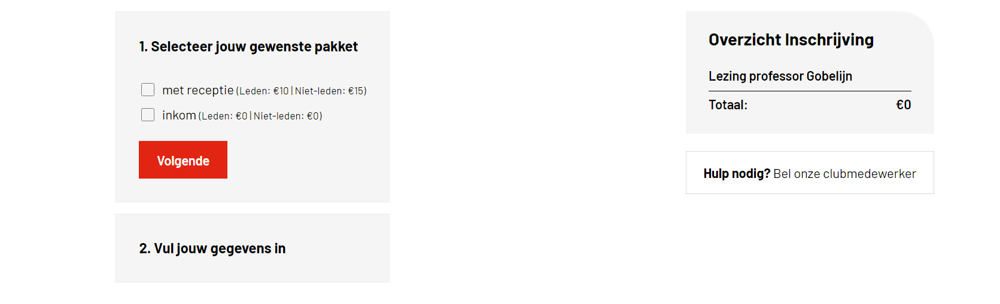 1. Selecteer jouw gewenste pakket
met receptie (Leden: €10 | Niet-leden: €15)
inkom (Leden: €0 | Niet-leden: €0)
Volgende
2. Vul jouw gegevens in
Overzicht Inschrijving
Lezing professor Gobelijn
Totaal: €0
Hulp nodig? Bel onze clubmedewerker